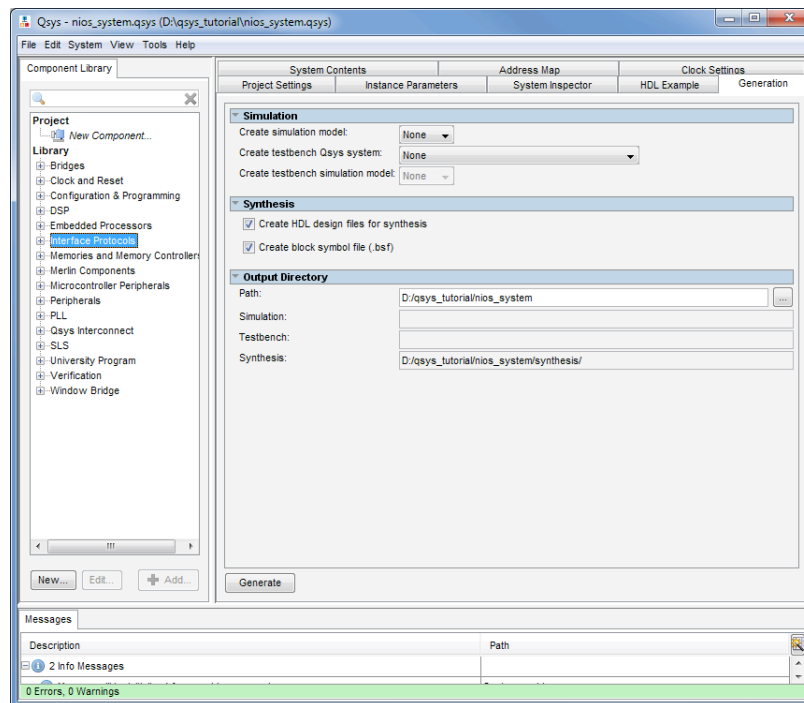 Qsys - nios_system.qsys (D:\qsys_tutorial\nios_system.qsys)
File Edit System View Tools Help
Component Library
Project
New Component...
Library
Bridges
Clock and Reset
Configuration & Programming
DSP
Embedded Processors
Interface Protocols
Memories and Memory Controller
Merlin Components
Microcontroller Peripherals
Peripherals
PLL
Qsys Interconnect
SLS
University Program
Verification
Window Bridge
New... Edit... Add...
System Contents Address Map Clock Settings
Project Settings Instance Parameters System Inspector HDL Example Generation
Simulation
Create simulation model: None
Create testbench Qsys system: None
Create testbench simulation model: None
Synthesis
Create HDL design files for synthesis
Create block symbol file (.bsf)
Output Directory
Path: D:/qsys_tutorial/nios_system ...
Simulation:
Testbench:
Synthesis: D:/qsys_tutorial/nios_system/synthesis/
Generate
Messages
Description Path
2 Info Messages
0 Errors, 0 Warnings